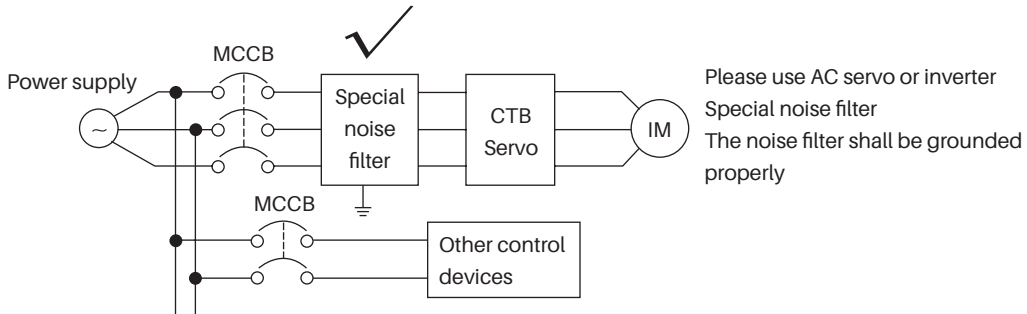 MCCB
Power supply
~
Special
noise
filter
CTB
Servo
IM
Please use AC servo or inverter
Special noise filter
The noise filter shall be grounded
properly
MCCB
Other control
devices